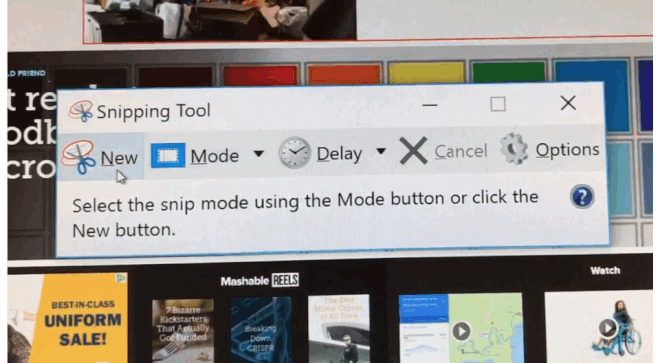 LD FRIEND
t re
odb
cro
Snipping Tool
New Mode Delay Cancel Options
Select the snip mode using the Mode button or click the
New button.
?
Mashable REELS
Watch
BEST-IN-CLASS
UNIFORM
SALE!
7 Bizarre
Kickstarters
That Actually
Got Funded
Breaking
Down
CRISPR
The Best
Movie Cameos
of All Time